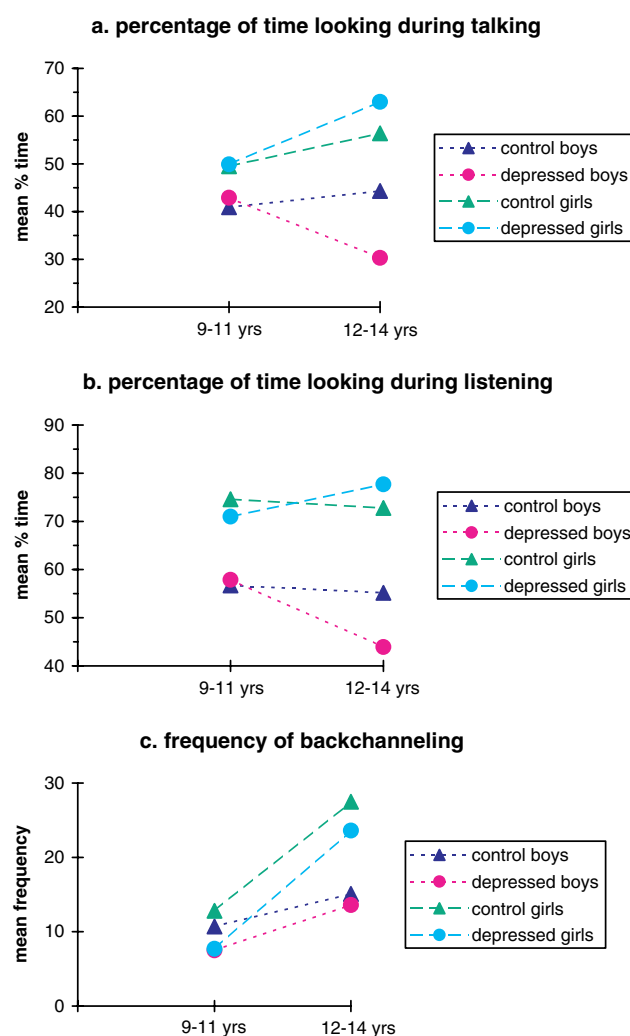 a. percentage of time looking during talking
70
60
50
40
30
20
mean % time
9-11 yrs
12-14 yrs
control boys
depressed boys
control girls
depressed girls
b. percentage of time looking during listening
90
80
70
60
50
40
mean % time
9-11 yrs
12-14 yrs
control boys
depressed boys
control girls
depressed girls
c. frequency of backchanneling
30
20
10
0
mean frequency
9-11 yrs
12-14 yrs
control boys
depressed boys
control girls
depressed girls